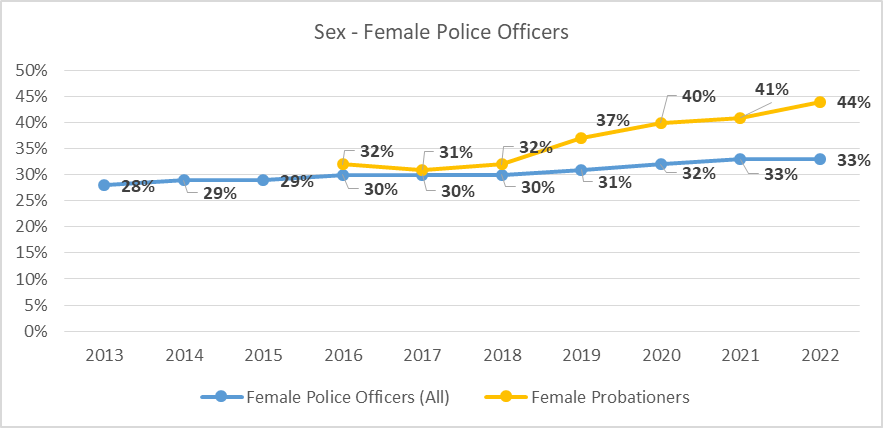 Sex - Female Police Officers
50%
45%
40%
35%
30%
25%
20%
15%
10%
5%
0%
32% 31% 32% 37% 40% 41% 44%
28% 29% 29% 30% 30% 30% 31% 32% 33% 33%
2013 2014 2015 2016 2017 2018 2019 2020 2021 2022
Female Police Officers (All) Female Probationers